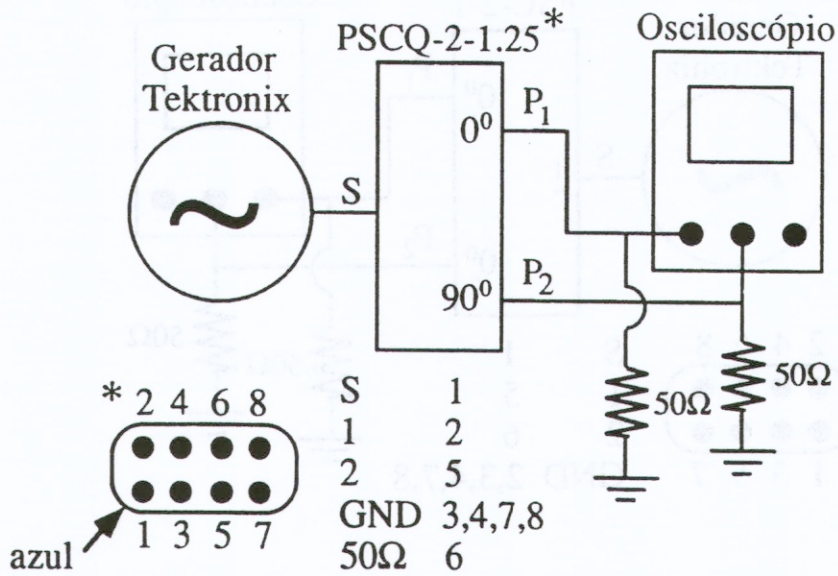 PSCQ-2-1.25*
Osciloscópio
Gerador
Tektronix
P1
0⁰
S
90⁰
P2
50Ω
50Ω
* 2 4 6 8
1 3 5 7
azul
S 1
1 2
2 5
GND 3,4,7,8
50Ω 6